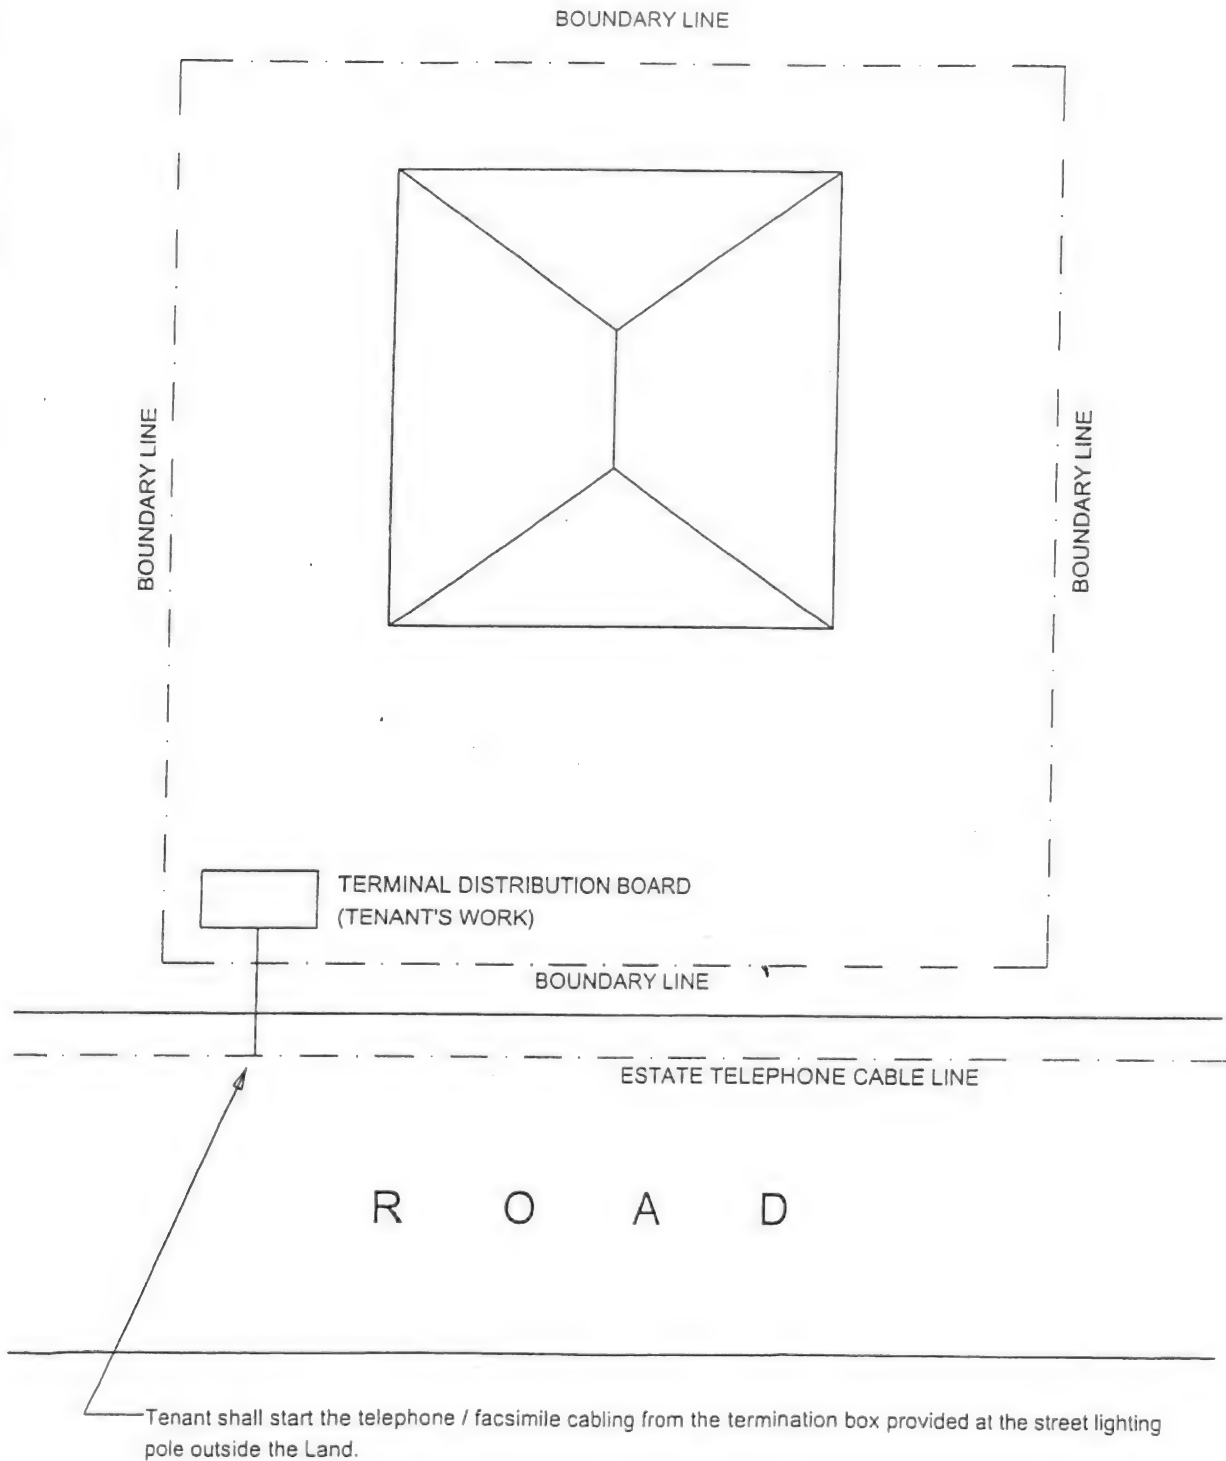 BOUNDARY LINE
BOUNDARY LINE
BOUNDARY LINE
TERMINAL DISTRIBUTION BOARD
(TENANT'S WORK)
BOUNDARY LINE
ESTATE TELEPHONE CABLE LINE
R O A D
Tenant shall start the telephone / facsimile cabling from the termination box provided at the street lighting
pole outside the Land.